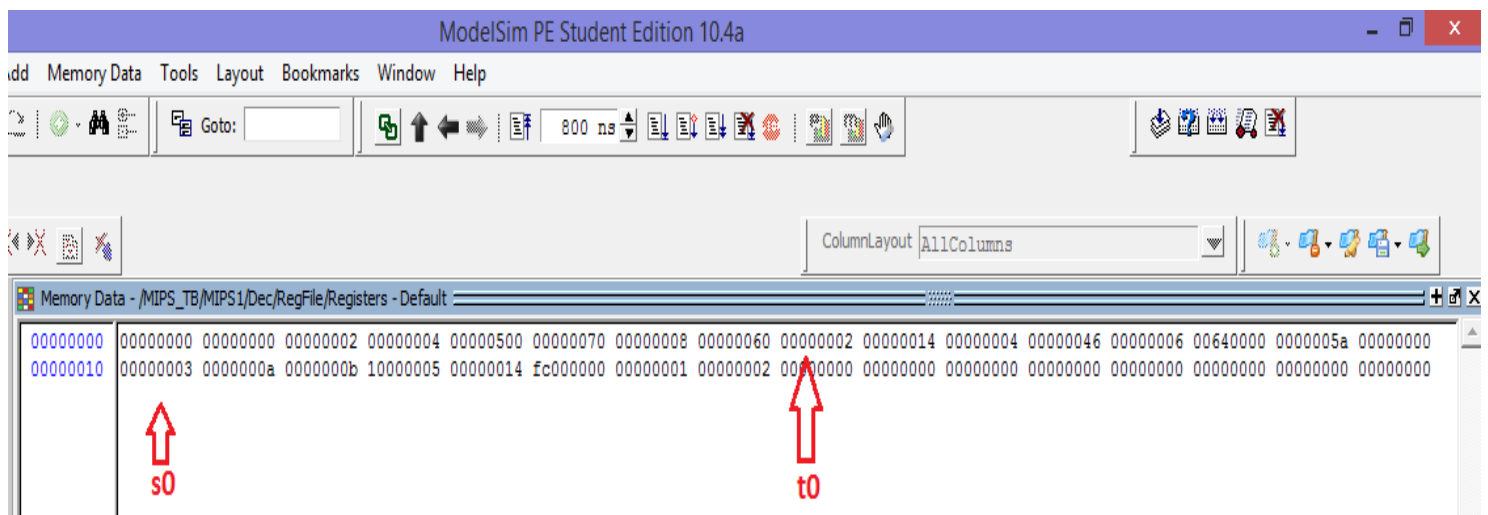 ModelSim PE Student Edition 10.4a
Add Memory Data Tools Layout Bookmarks Window Help
Goto: 800 ns
ColumnLayout AllColumns
Memory Data - /MIPS_TB/MIPS1/Dec/RegFile/Registers - Default
00000000 00000000 00000000 00000002 00000004 00000500 00000070 00000008 00000060 00000002 00000014 00000004 00000046 00000006 00640000 0000005a 00000000
00000010 00000003 0000000a 0000000b 10000005 00000014 fc000000 00000001 00000002 00000000 00000000 00000000 00000000 00000000 00000000 00000000 00000000
s0 t0